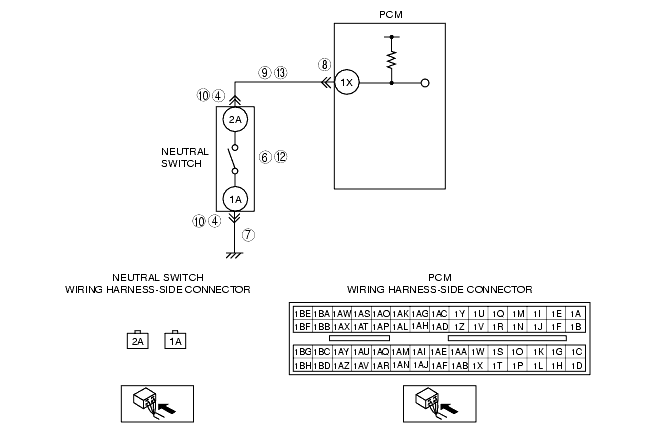 PCM
⑧
⑨ ⑬
1X
⑩ ④
2A
NEUTRAL
SWITCH
⑥ ⑫
1A
⑩ ④
⑦
NEUTRAL SWITCH
WIRING HARNESS-SIDE CONNECTOR
PCM
WIRING HARNESS-SIDE CONNECTOR
2A 1A
1BE 1BA 1AW 1AS 1AO 1AK 1AG 1AC 1Y 1U 1Q 1M 1I 1E 1A
1BF 1BB 1AX 1AT 1AP 1AL 1AH 1AD 1Z 1V 1R 1N 1J 1F 1B
1BG 1BC 1AY 1AU 1AQ 1AM 1AI 1AE 1AA 1W 1S 1O 1K 1G 1C
1BH 1BD 1AZ 1AV 1AR 1AN 1AJ 1AF 1AB 1X 1T 1P 1L 1H 1D